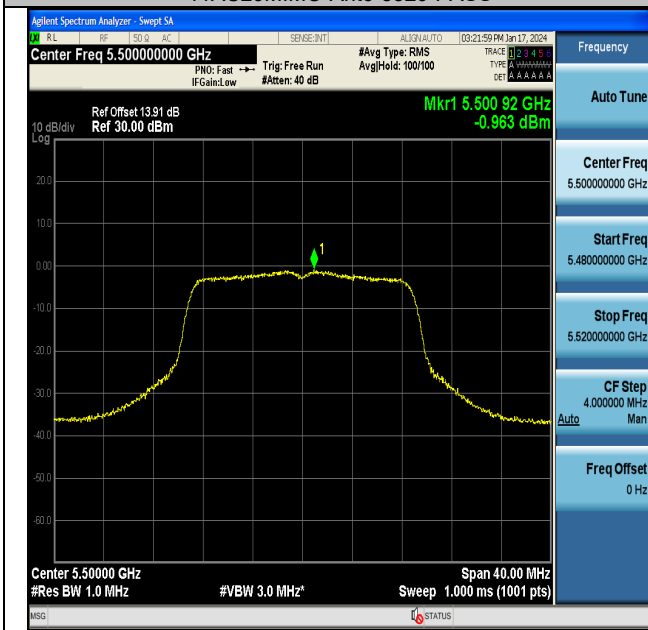 Agilent Spectrum Analyzer - Swept SA
LXI RL RF 50 Ω AC SENSE:INT ALIGN AUTO 03:21:59 PM Jan 17, 2024
Center Freq 5.500000000 GHz
PNO: Fast
IFGain:Low
Trig: Free Run
#Atten: 40 dB
#Avg Type: RMS
Avg|Hold: 100/100
TRACE 1 2 3 4 5 6
TYPE A
DET A A A A A A
Ref Offset 13.91 dB
10 dB/div Ref 30.00 dBm
Log
Mkr1 5.500 92 GHz
-0.963 dBm
20.0
10.0
0.00
-10.0
-20.0
-30.0
-40.0
-50.0
-60.0
1
Center 5.50000 GHz Span 40.00 MHz
#Res BW 1.0 MHz #VBW 3.0 MHz* Sweep 1.000 ms (1001 pts)
MSG STATUS
Frequency
Auto Tune
Center Freq
5.500000000 GHz
Start Freq
5.480000000 GHz
Stop Freq
5.520000000 GHz
CF Step
4.000000 MHz
Auto Man
Freq Offset
0 Hz